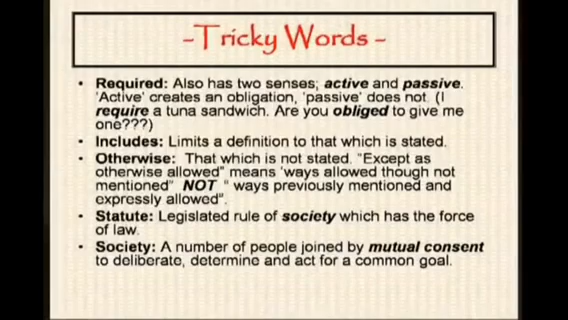 -Tricky Words -
• Required: Also has two senses; active and passive.
'Active' creates an obligation, 'passive' does not. (I
require a tuna sandwich. Are you obliged to give me
one???)
• Includes: Limits a definition to that which is stated.
• Otherwise: That which is not stated. "Except as
otherwise allowed" means 'ways allowed though not
mentioned" NOT " ways previously mentioned and
expressly allowed".
• Statute: Legislated rule of society which has the force
of law.
• Society: A number of people joined by mutual consent
to deliberate, determine and act for a common goal.